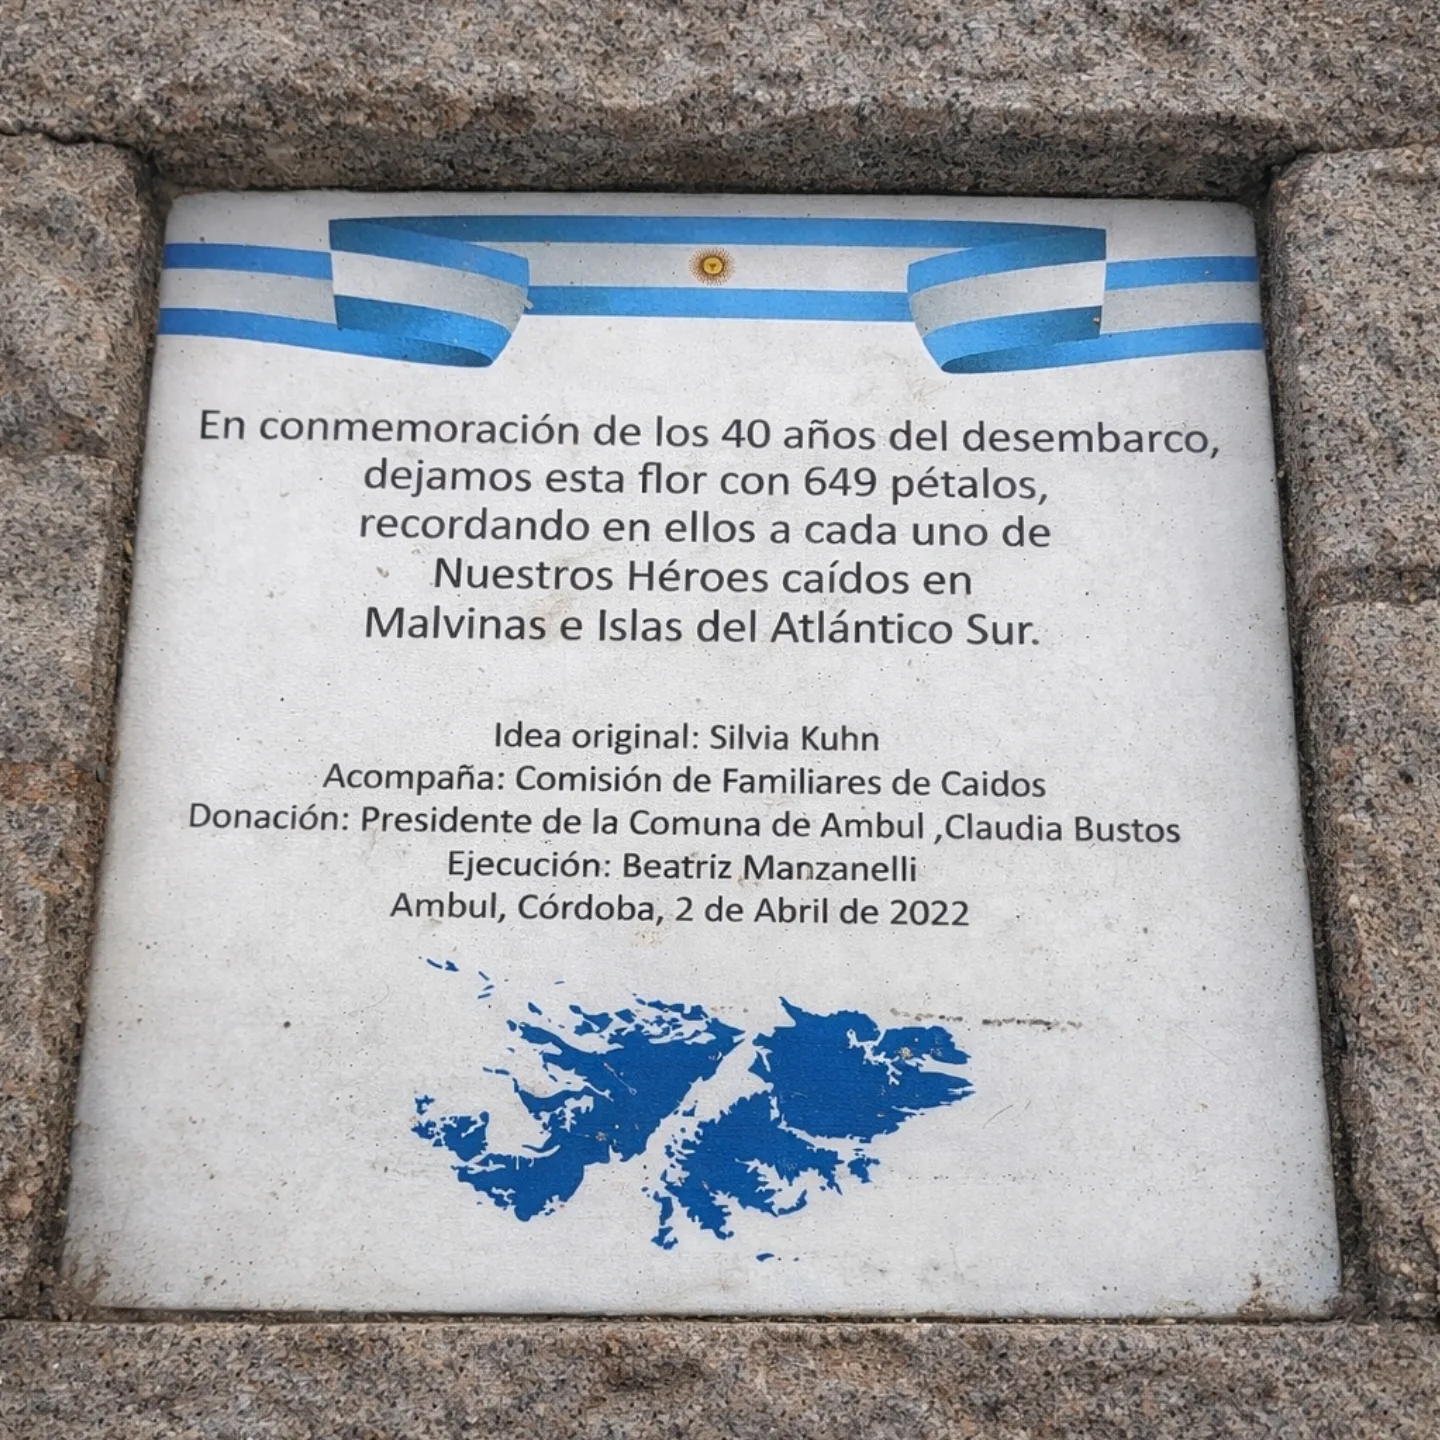 En conmemoración de los 40 años del desembarco,
dejamos esta flor con 649 pétalos,
recordando en ellos a cada uno de
Nuestros Héroes caídos en
Malvinas e Islas del Atlántico Sur.
Idea original: Silvia Kuhn
Acompaña: Comisión de Familiares de Caidos
Donación: Presidente de la Comuna de Ambul ,Claudia Bustos
Ejecución: Beatriz Manzanelli
Ambul, Córdoba, 2 de Abril de 2022